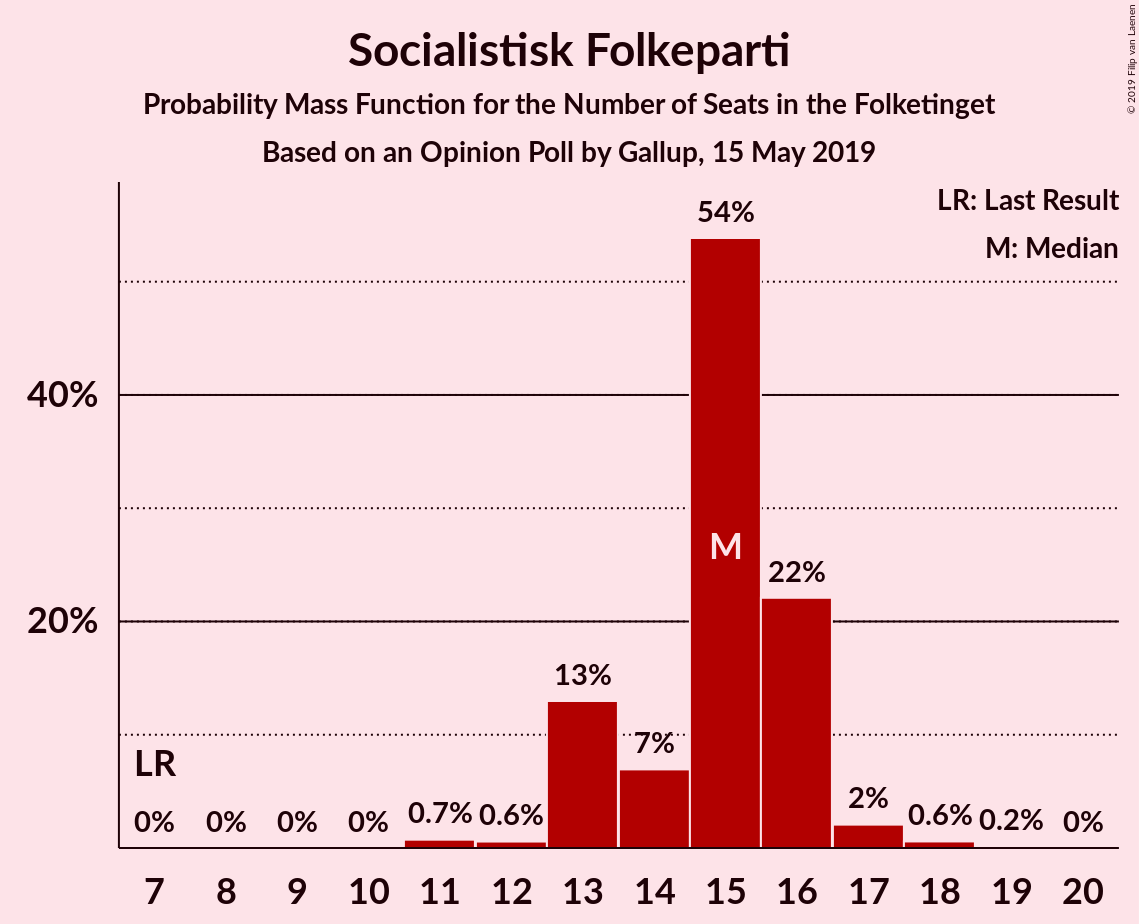 Socialistisk Folkeparti
Probability Mass Function for the Number of Seats in the Folketinget
Based on an Opinion Poll by Gallup, 15 May 2019
© 2019 Filip van Laenen
LR: Last Result
M: Median
54%
40%
M
22%
20%
13%
7%
LR
2%
0% 0% 0% 0% 0.7% 0.6% 0.6% 0.2% 0%
7 8 9 10 11 12 13 14 15 16 17 18 19 20